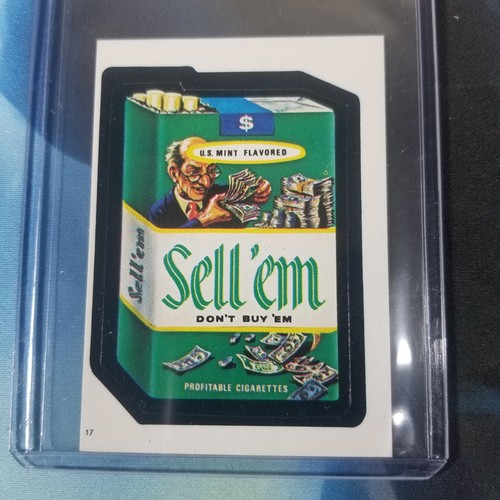 $
U.S. MINT FLAVORED
Sell'em
Sell'em
DON'T BUY 'EM
PROFITABLE CIGARETTES
17